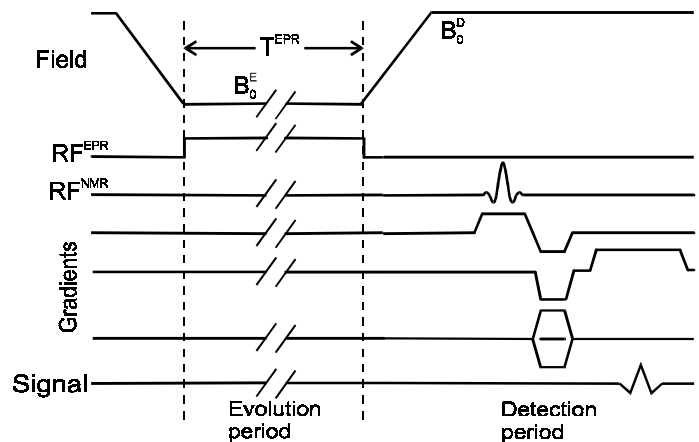 Field
T^EPR
B_0^E
B_0^D
RF^EPR
RF^NMR
Gradients
Signal
Evolution
period
Detection
period